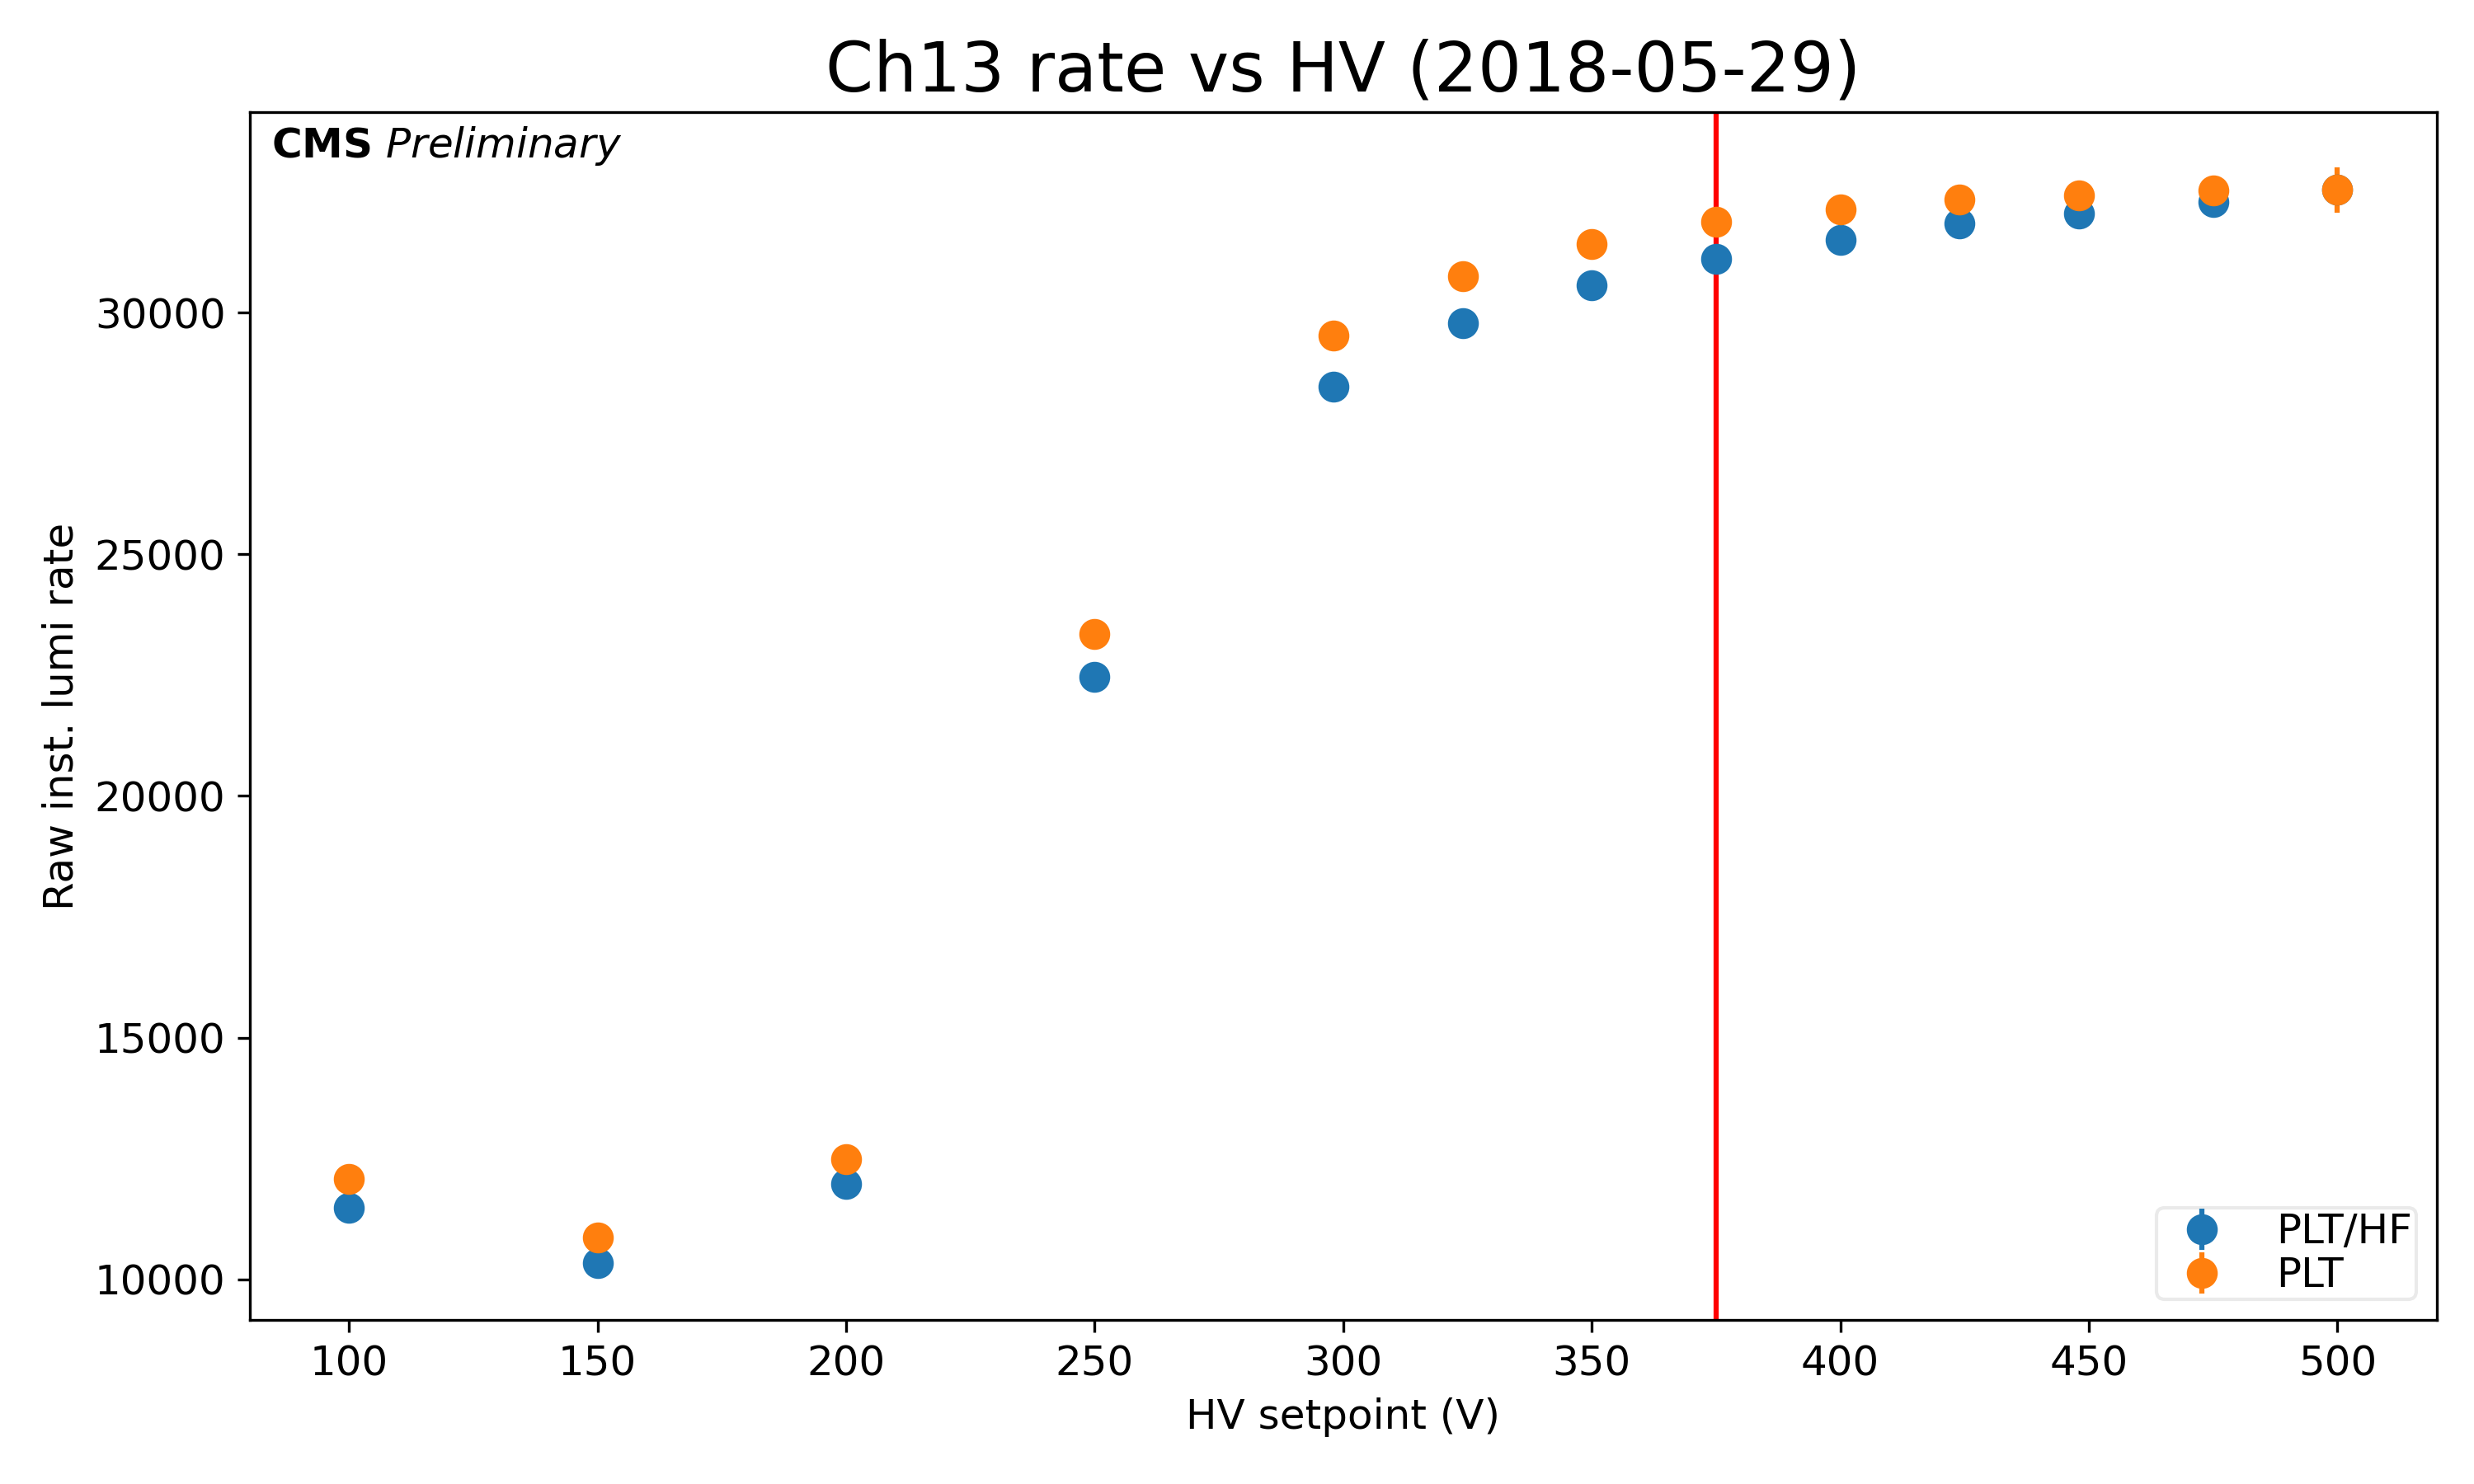 Ch13 rate vs HV (2018-05-29)
CMS Preliminary
Raw inst. lumi rate
30000
25000
20000
15000
10000
PLT/HF
PLT
100 150 200 250 300 350 400 450 500
HV setpoint (V)